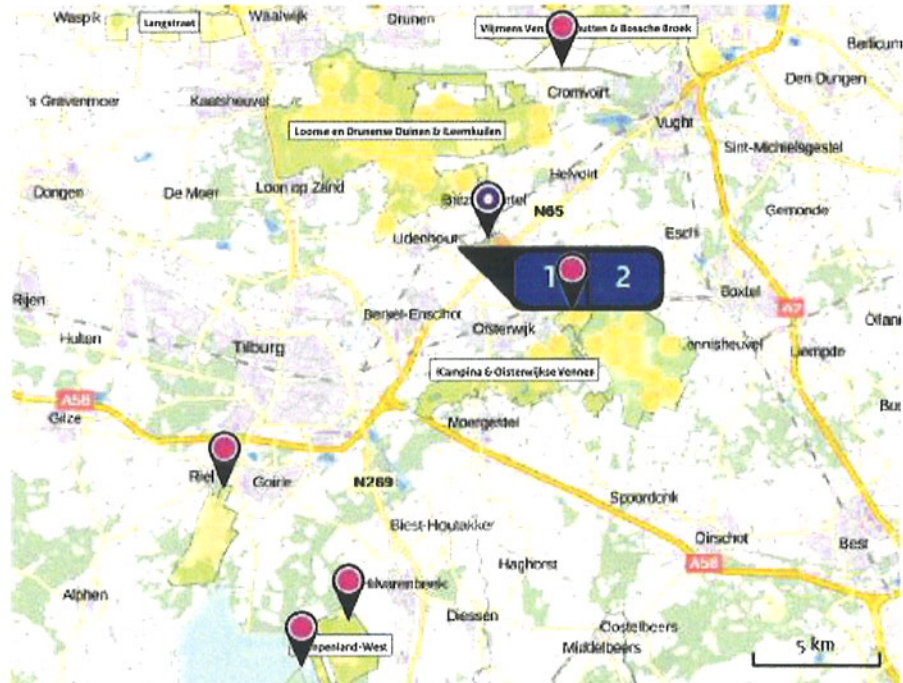 Waspik
Langstraat
Waalwijk
Drunen
Vlijmens Ven
& Bossche Broek
Berlicum
Den Dungen
Cromvoirt
's Gravenmoer
Kaatsheuvel
Vught
Loonse en Drunense Duinen & Leemkuilen
Sint-Michielsgestel
Helvoirt
Dongen
De Moer
Loon op Zand
N65
Gemonde
Udenhout
Esch
1
2
Boxtel
Rijen
Berkel-Enschot
A2
Oisterwijk
Hulten
Tilburg
Liempde
Kampina & Oisterwijkse Vennen
A58
Gilze
Moergestel
Riel
Goirle
N269
Spoordonk
Biest-Houtakker
Oirschot
Best
Haghorst
A58
Alphen
Hilvarenbeek
Diessen
Oostelbeers
Middelbeers
5 km